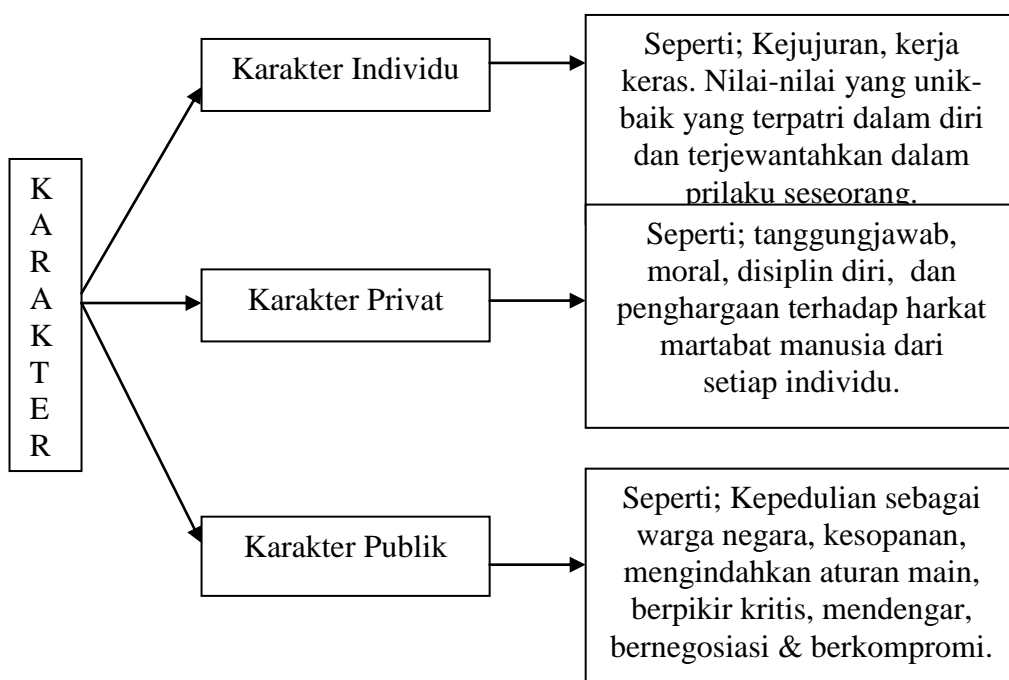 KARAKTER
Karakter Individu
Seperti; Kejujuran, kerja
keras. Nilai-nilai yang unik-
baik yang terpatri dalam diri
dan terjewantahkan dalam
prilaku seseorang.
Karakter Privat
Seperti; tanggungjawab,
moral, disiplin diri, dan
penghargaan terhadap harkat
martabat manusia dari
setiap individu.
Karakter Publik
Seperti; Kepedulian sebagai
warga negara, kesopanan,
mengindahkan aturan main,
berpikir kritis, mendengar,
bernegosiasi & berkompromi.